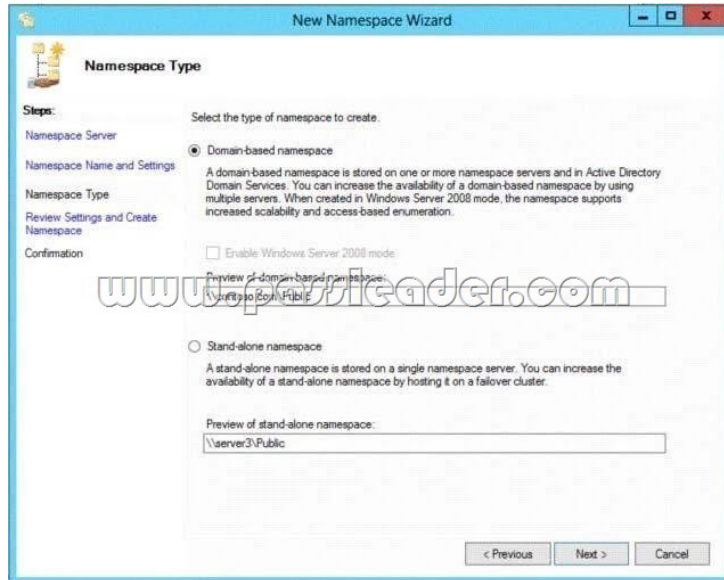 New Namespace Wizard
Namespace Type
Steps:
Namespace Server
Namespace Name and Settings
Namespace Type
Review Settings and Create
Namespace
Confirmation
Select the type of namespace to create.
Domain-based namespace
A domain-based namespace is stored on one or more namespace servers and in Active Directory
Domain Services. You can increase the availability of a domain-based namespace by using
multiple servers. When created in Windows Server 2008 mode, the namespace supports
increased scalability and access-based enumeration.
Enable Windows Server 2008 mode
Preview of domain-based namespace:
\\contoso.com\Public
www.passleader.com
Stand-alone namespace
A stand-alone namespace is stored on a single namespace server. You can increase the
availability of a stand-alone namespace by hosting it on a failover cluster.
Preview of stand-alone namespace:
\\server3\Public
< Previous
Next >
Cancel